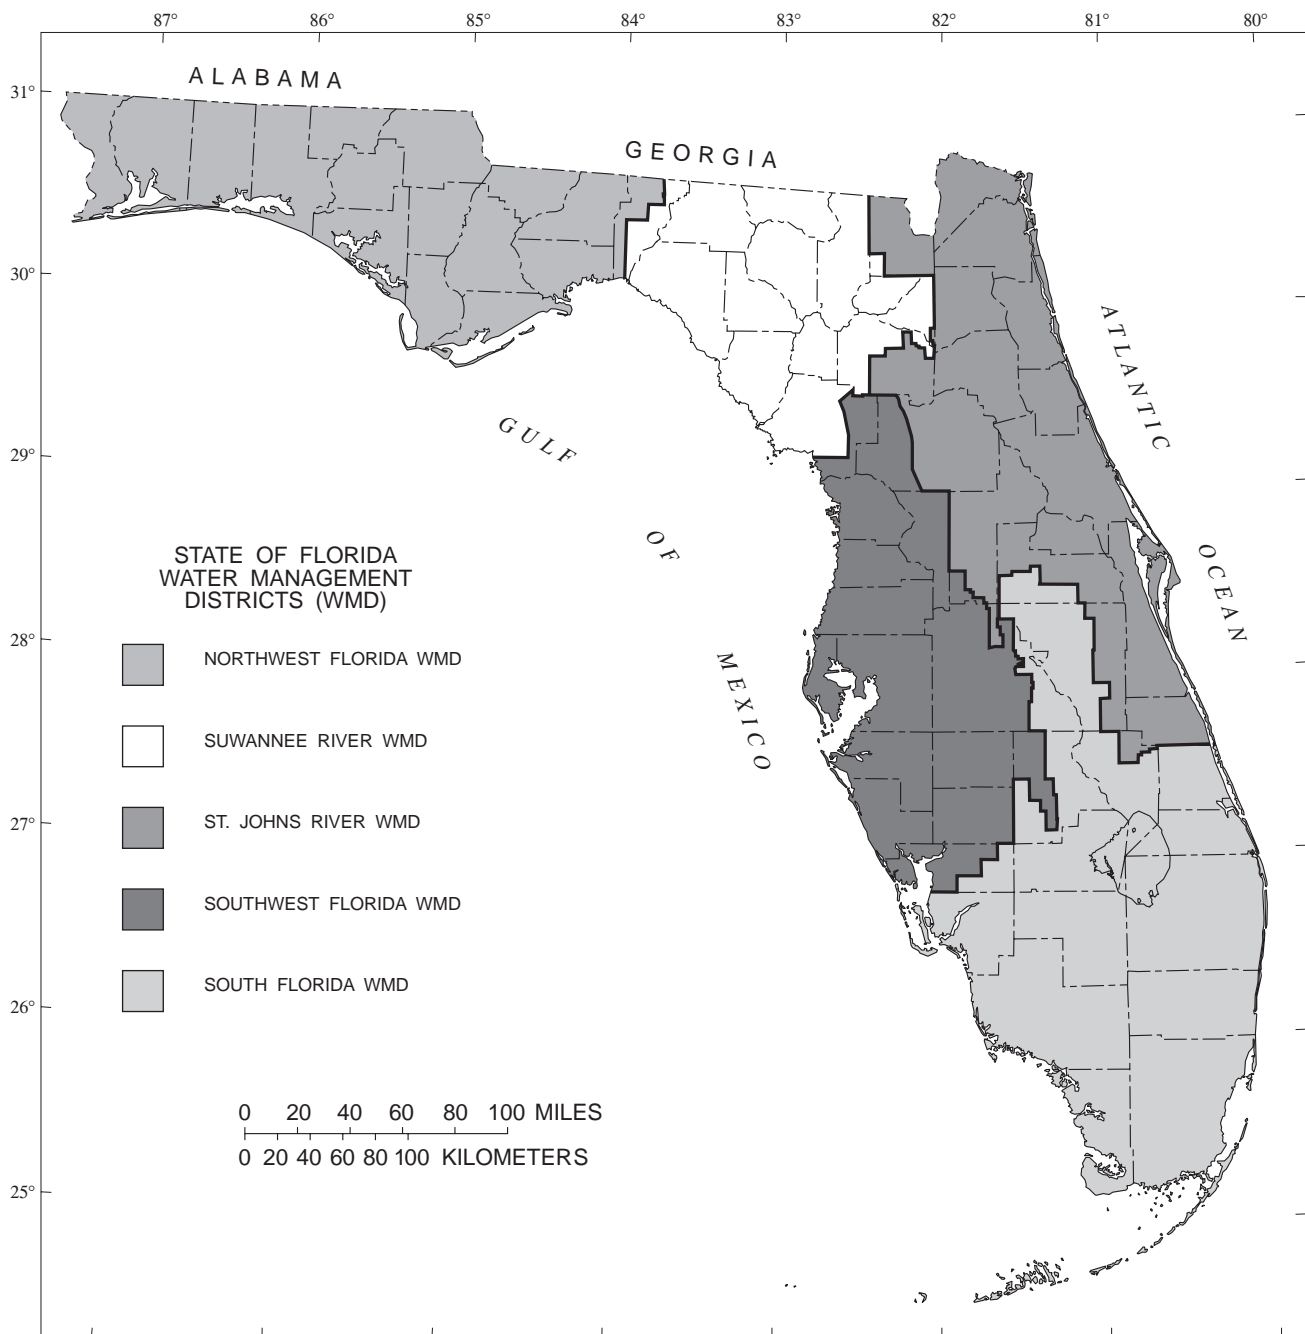 87° 86° 85° 84° 83° 82° 81° 80°
ALABAMA
31°
GEORGIA
30°
ATLANTIC
GULF
29°
OF
OCEAN
STATE OF FLORIDA
WATER MANAGEMENT
DISTRICTS (WMD)
28°
MEXICO
NORTHWEST FLORIDA WMD
SUWANNEE RIVER WMD
27°
ST. JOHNS RIVER WMD
SOUTHWEST FLORIDA WMD
SOUTH FLORIDA WMD
26°
0 20 40 60 80 100 MILES
0 20 40 60 80 100 KILOMETERS
25°